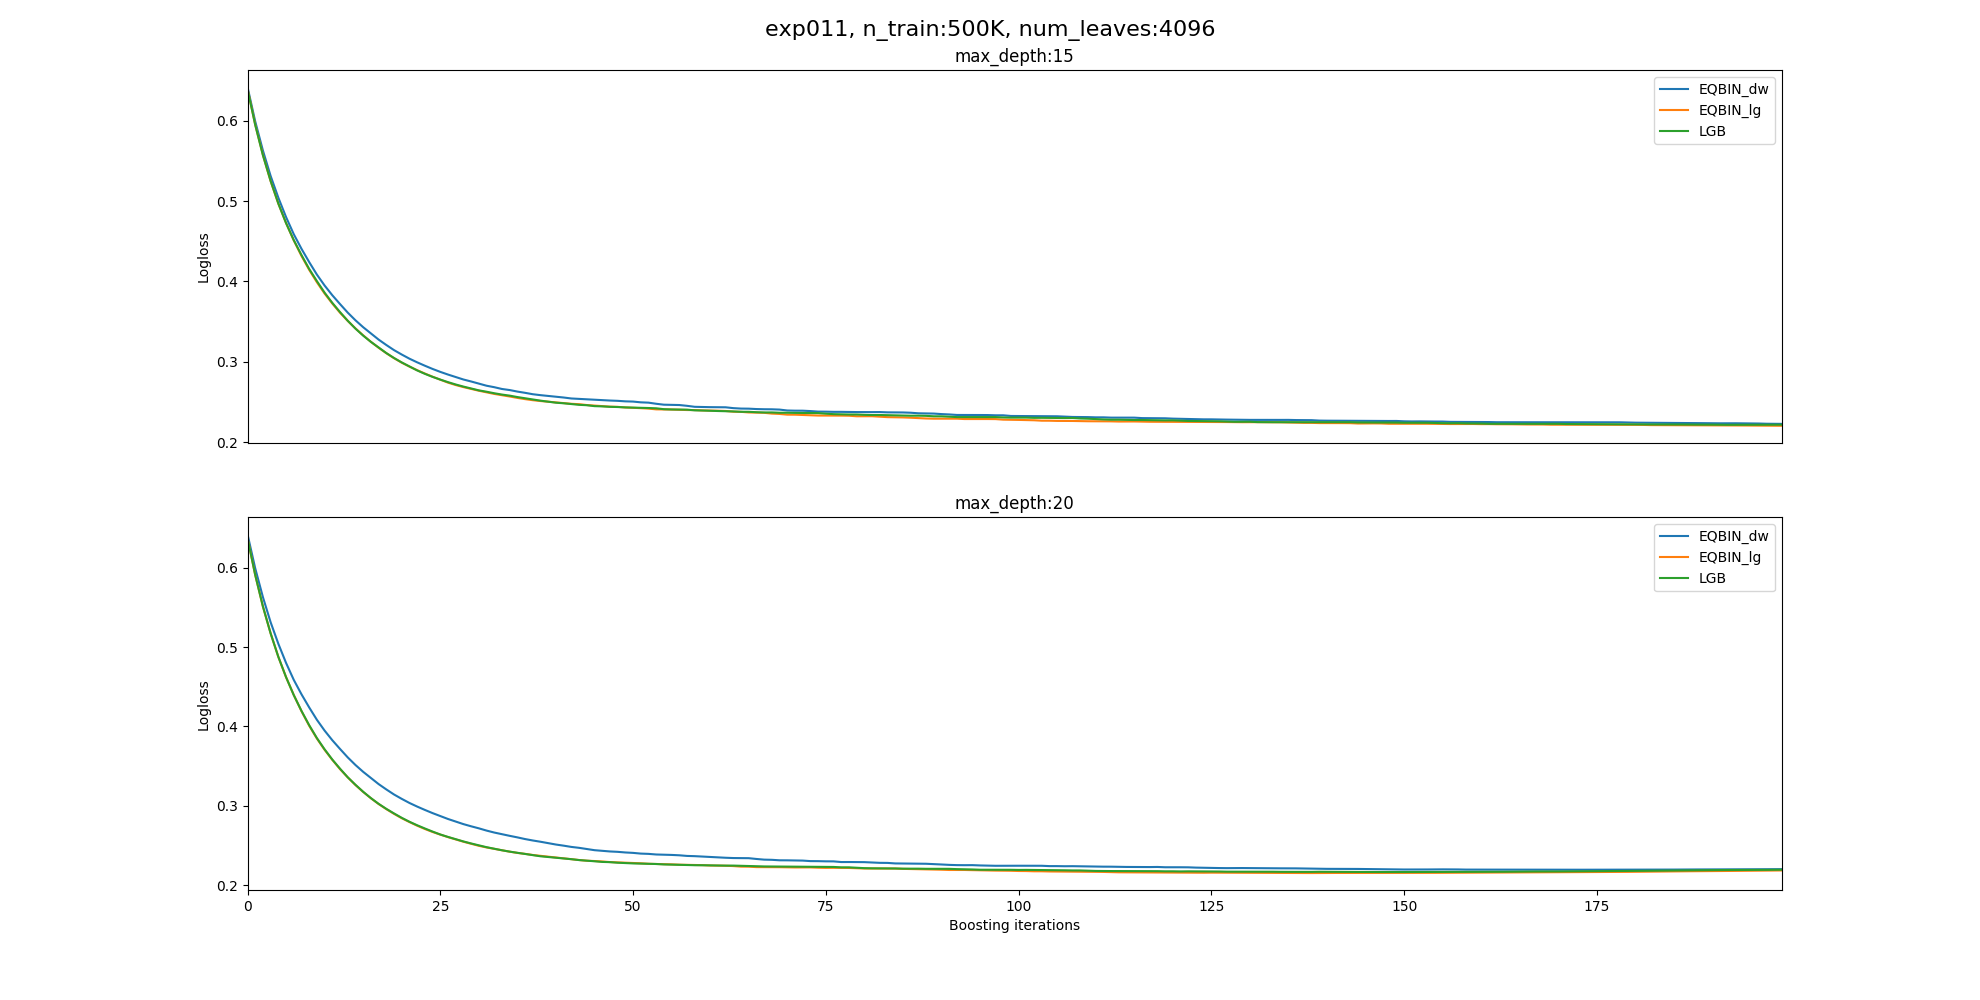 exp011, n_train:500K, num_leaves:4096
max_depth:15
EQBIN_dw
EQBIN_lg
LGB
0.6
0.5
0.4
0.3
0.2
Logloss
max_depth:20
EQBIN_dw
EQBIN_lg
LGB
0.6
0.5
0.4
0.3
0.2
Logloss
0 25 50 75 100 125 150 175
Boosting iterations